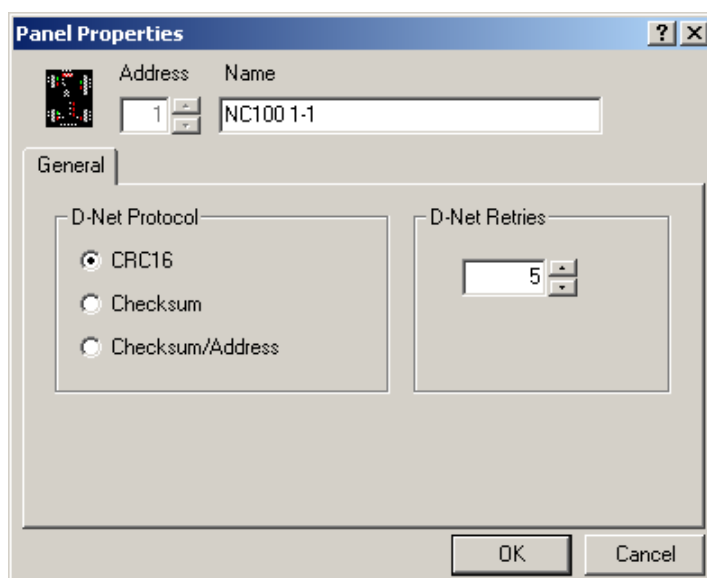 Panel Properties
Address Name
1 NC100 1-1
General
D-Net Protocol D-Net Retries
CRC16 5
Checksum
Checksum/Address
OK Cancel